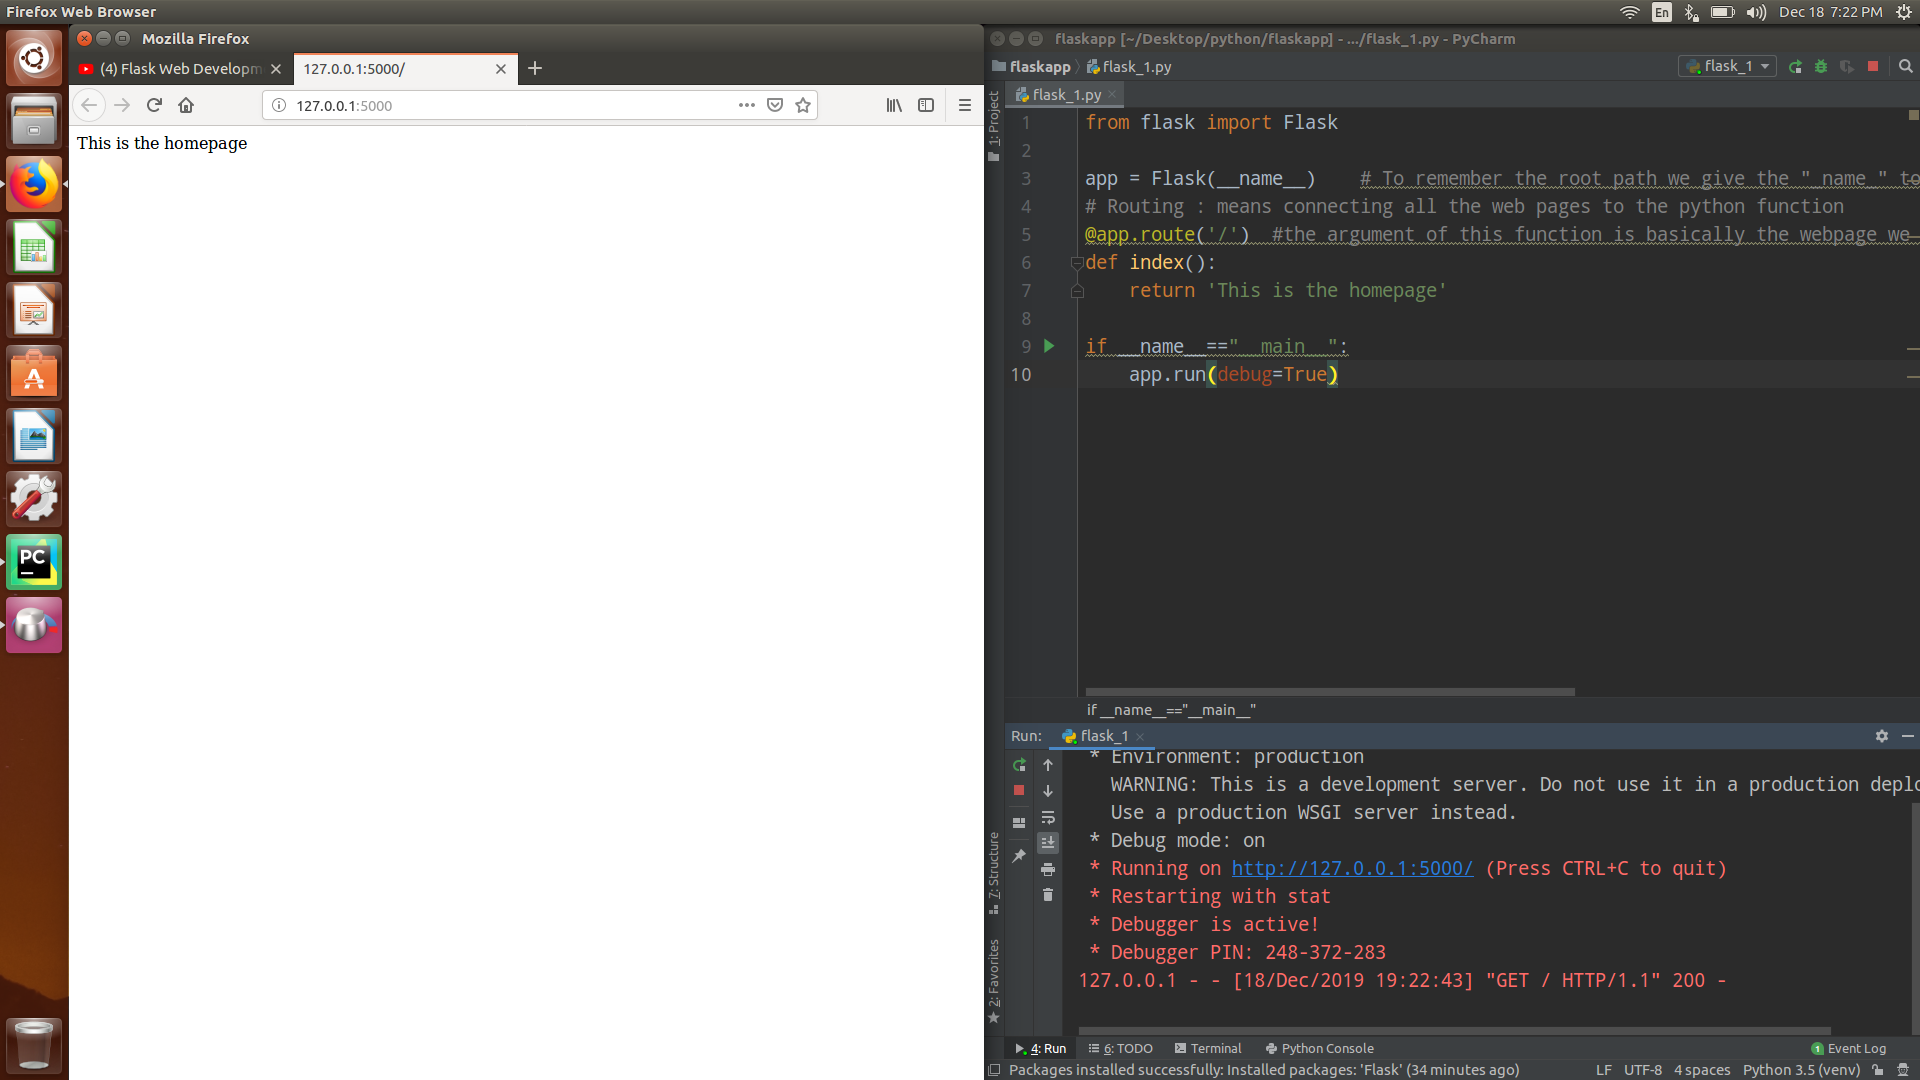 Firefox Web Browser
En
Dec 18 7:22 PM
Mozilla Firefox
(4) Flask Web Developm
127.0.0.1:5000/
127.0.0.1:5000
This is the homepage
PC
flaskapp [~/Desktop/python/flaskapp] - .../flask_1.py - PyCharm
flaskapp
flask_1.py
flask_1
flask_1.py
1: Project
1 from flask import Flask
2
3 app = Flask(__name__)    # To remember the root path we give the "_name_" to
4 # Routing : means connecting all the web pages to the python function
5 @app.route('/')  #the argument of this function is basically the webpage we
6 def index():
7     return 'This is the homepage'
8
9 if __name__=="__main__":
10     app.run(debug=True)
if __name__=="__main__"
Run:
flask_1
* Environment: production
WARNING: This is a development server. Do not use it in a production deplo
Use a production WSGI server instead.
* Debug mode: on
* Running on http://127.0.0.1:5000/ (Press CTRL+C to quit)
* Restarting with stat
* Debugger is active!
* Debugger PIN: 248-372-283
127.0.0.1 - - [18/Dec/2019 19:22:43] "GET / HTTP/1.1" 200 -
7: Structure
2: Favorites
4: Run
6: TODO
Terminal
Python Console
1 Event Log
Packages installed successfully: Installed packages: 'Flask' (34 minutes ago)
LF
UTF-8
4 spaces
Python 3.5 (venv)